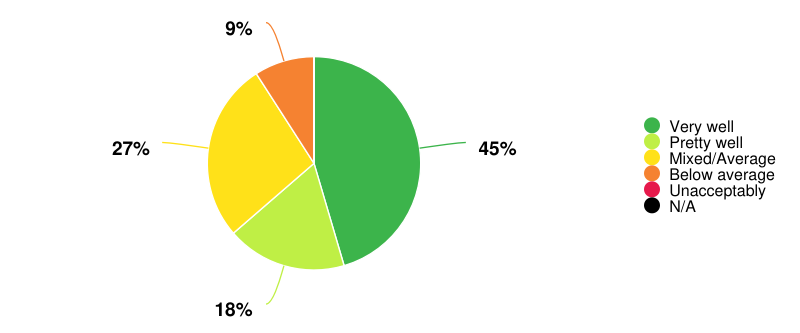 9%
27%
45%
18%
Very well
Pretty well
Mixed/Average
Below average
Unacceptably
N/A